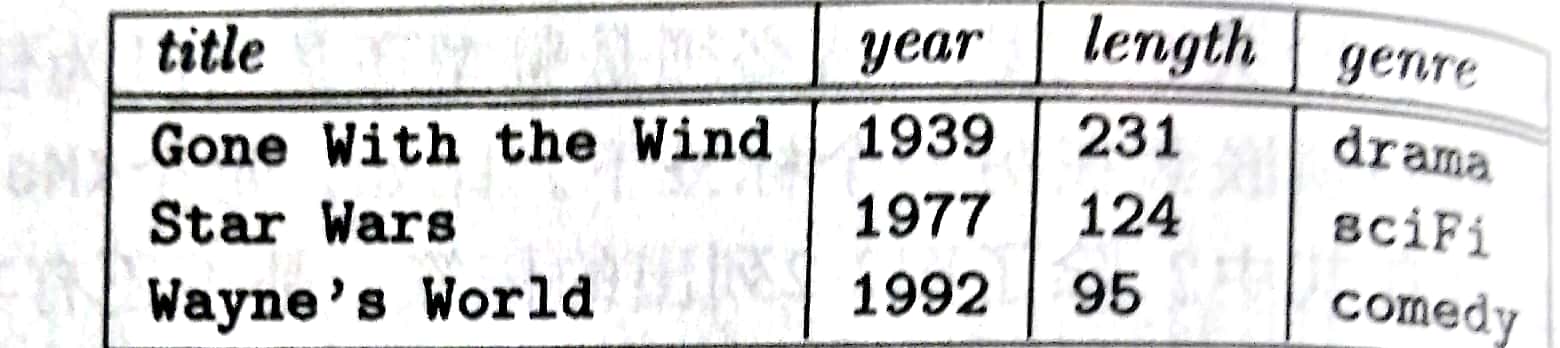 title year length genre
Gone With the Wind 1939 231 drama
Star Wars 1977 124 sciFi
Wayne's World 1992 95 comedy